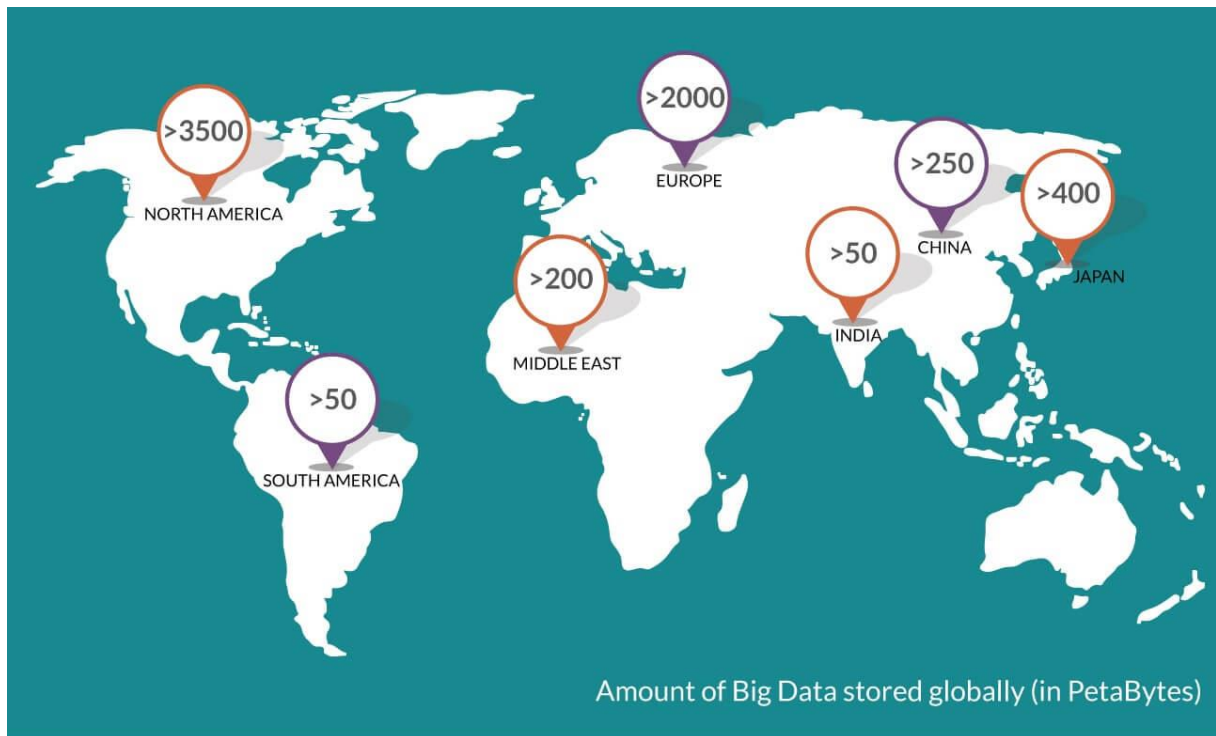 >3500
NORTH AMERICA
>2000
EUROPE
>250
CHINA
>400
JAPAN
>50
INDIA
>200
MIDDLE EAST
>50
SOUTH AMERICA
Amount of Big Data stored globally (in PetaBytes)